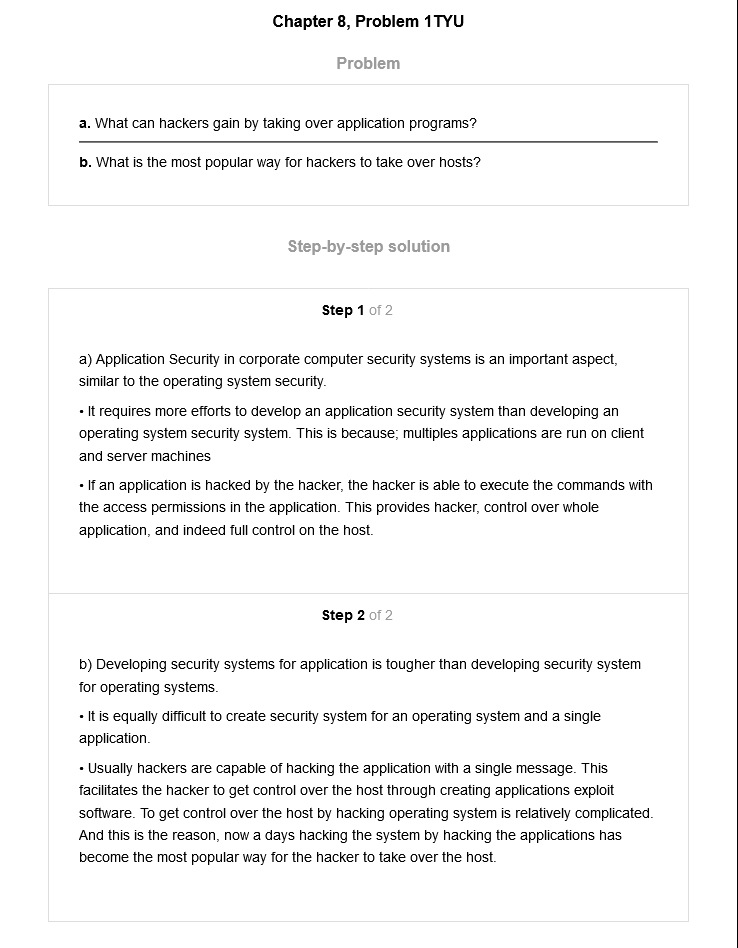 Chapter 8, Problem 1TYU
Problem
a. What can hackers gain by taking over application programs?
b. What is the most popular way for hackers to take over hosts?
Step-by-step solution
Step 1 of 2
a) Application Security in corporate computer security systems is an important aspect,
similar to the operating system security.
• It requires more efforts to develop an application security system than developing an
operating system security system. This is because; multiples applications are run on client
and server machines
• If an application is hacked by the hacker, the hacker is able to execute the commands with
the access permissions in the application. This provides hacker, control over whole
application, and indeed full control on the host.
Step 2 of 2
b) Developing security systems for application is tougher than developing security system
for operating systems.
• It is equally difficult to create security system for an operating system and a single
application.
• Usually hackers are capable of hacking the application with a single message. This
facilitates the hacker to get control over the host through creating applications exploit
software. To get control over the host by hacking operating system is relatively complicated.
And this is the reason, now a days hacking the system by hacking the applications has
become the most popular way for the hacker to take over the host.